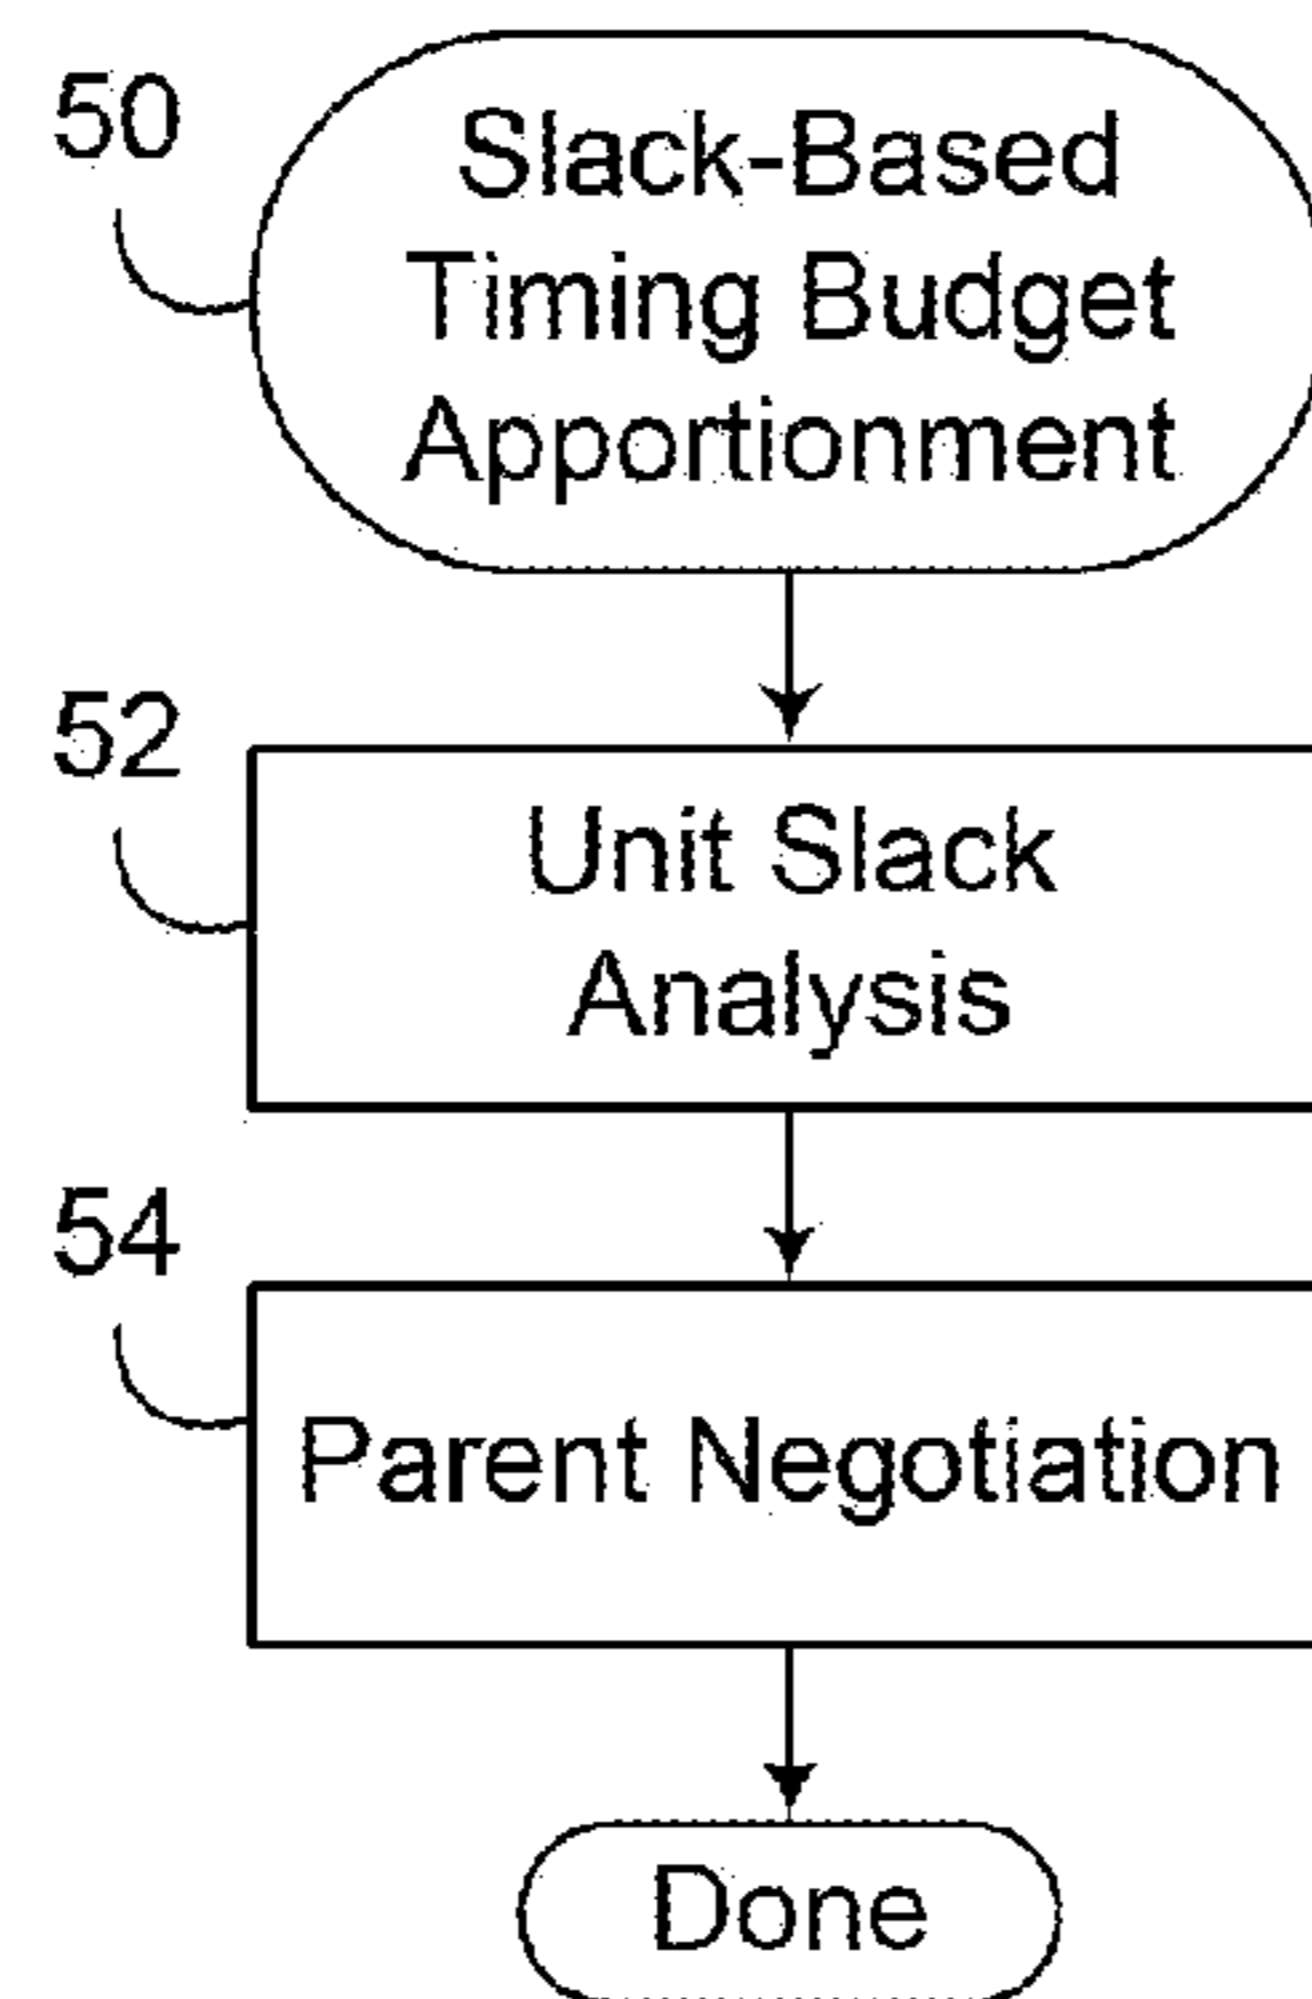 50
Slack-Based
Timing Budget
Apportionment
52
Unit Slack
Analysis
54
Parent Negotiation
Done